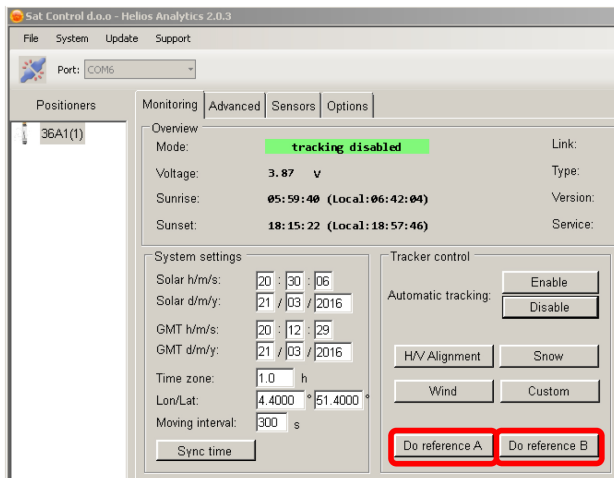 Sat Control d.o.o - Helios Analytics 2.0.3
File System Update Support
Port: COM6
Positioners
36A1(1)
Monitoring Advanced Sensors Options
Overview
Mode: tracking disabled Link:
Voltage: 3.87 V Type:
Sunrise: 05:59:40 (Local:06:42:04) Version:
Sunset: 18:15:22 (Local:18:57:46) Service:
System settings
Solar h/m/s: 20 : 30 : 06
Solar d/m/y: 21 / 03 / 2016
GMT h/m/s: 20 : 12 : 29
GMT d/m/y: 21 / 03 / 2016
Time zone: 1.0 h
Lon/Lat: 4.4000 ° 51.4000 °
Moving interval: 300 s
Sync time
Tracker control
Automatic tracking: Enable
Disable
H/V Alignment Snow
Wind Custom
Do reference A Do reference B